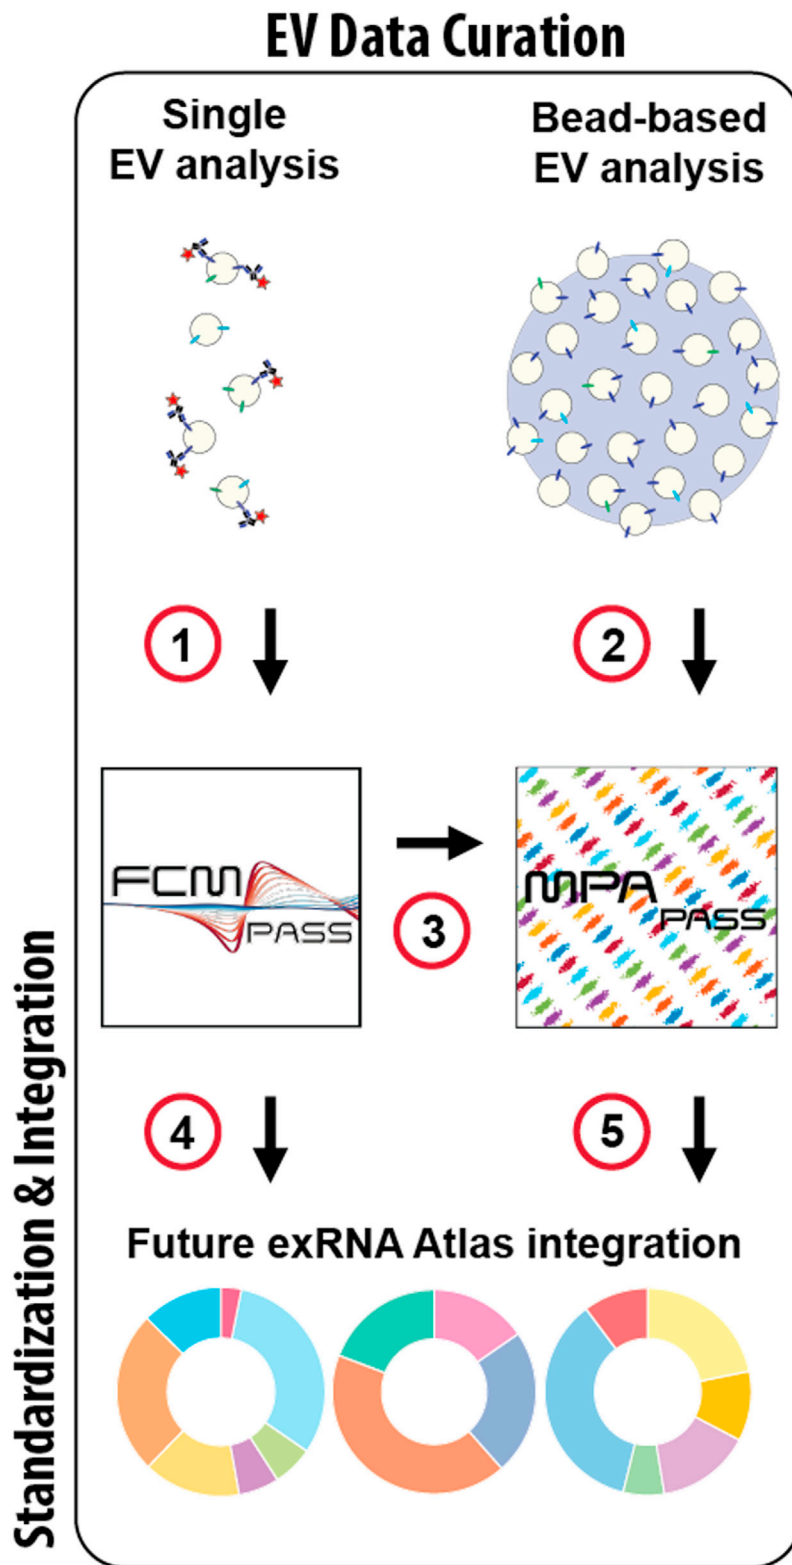 EV Data Curation
Single
EV analysis
Bead-based
EV analysis
1
2
FCM
PASS
3
MPA
PASS
4
5
Future exRNA Atlas integration
Standardization & Integration